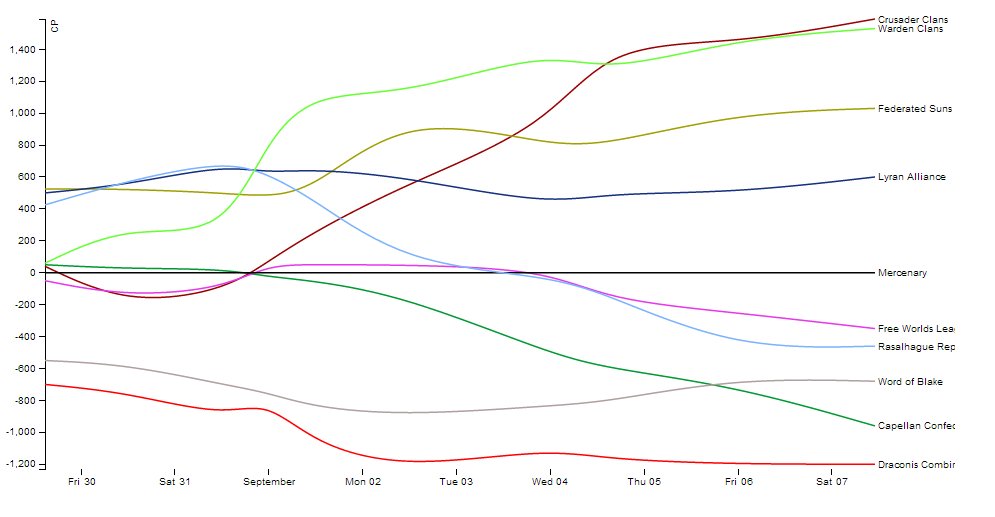 CP
1,400
1,200
1,000
800
600
400
200
0
-200
-400
-600
-800
-1,000
-1,200
Fri 30
Sat 31
September
Mon 02
Tue 03
Wed 04
Thu 05
Fri 06
Sat 07
Crusader Clans
Warden Clans
Federated Suns
Lyran Alliance
Mercenary
Free Worlds Lea
Rasalhague Rep
Word of Blake
Capellan Confec
Draconis Combir